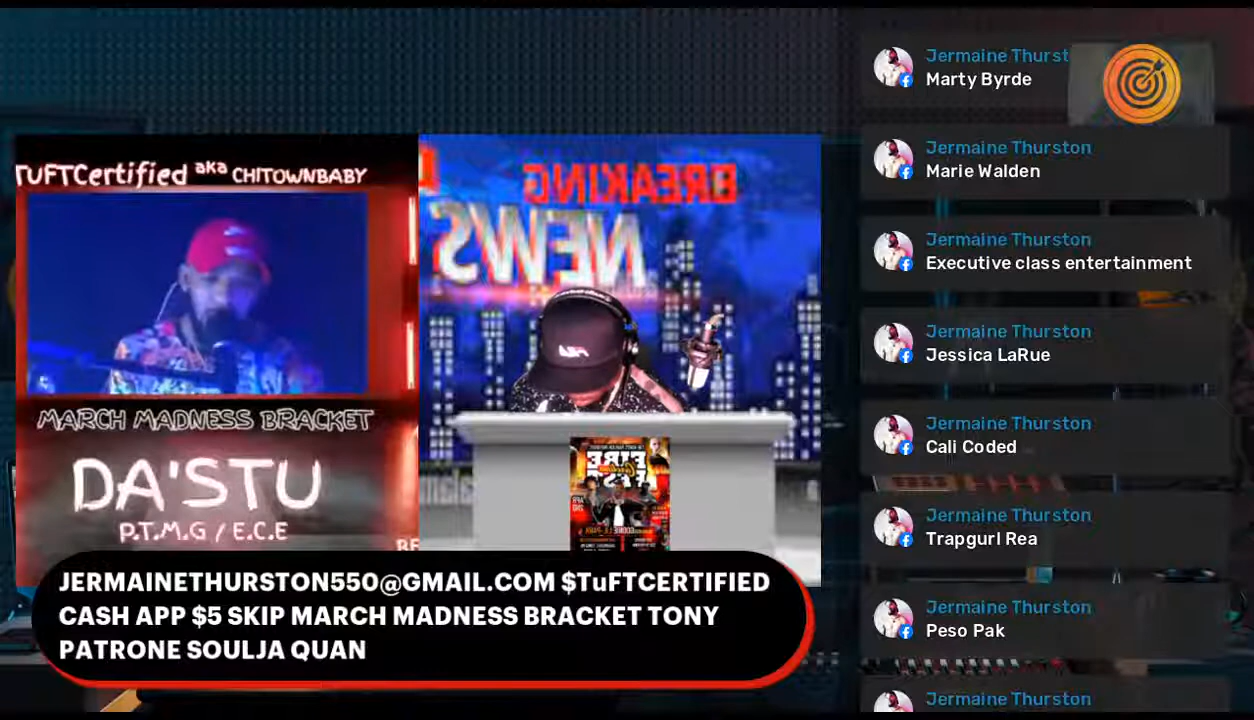 TuFTCertified aka CHITOWNBABY
MARCH MADNESS BRACKET
DA'STU
P.T.M.G / E.C.E
BREAKING
NEWS
FIRE
JERMAINETHURSTON550@GMAIL.COM $TuFTCERTIFIED
CASH APP $5 SKIP MARCH MADNESS BRACKET TONY
PATRONE SOULJA QUAN
Jermaine Thurst
Marty Byrde
Jermaine Thurston
Marie Walden
Jermaine Thurston
Executive class entertainment
Jermaine Thurston
Jessica LaRue
Jermaine Thurston
Cali Coded
Jermaine Thurston
Trapgurl Rea
Jermaine Thurston
Peso Pak
Jermaine Thurston